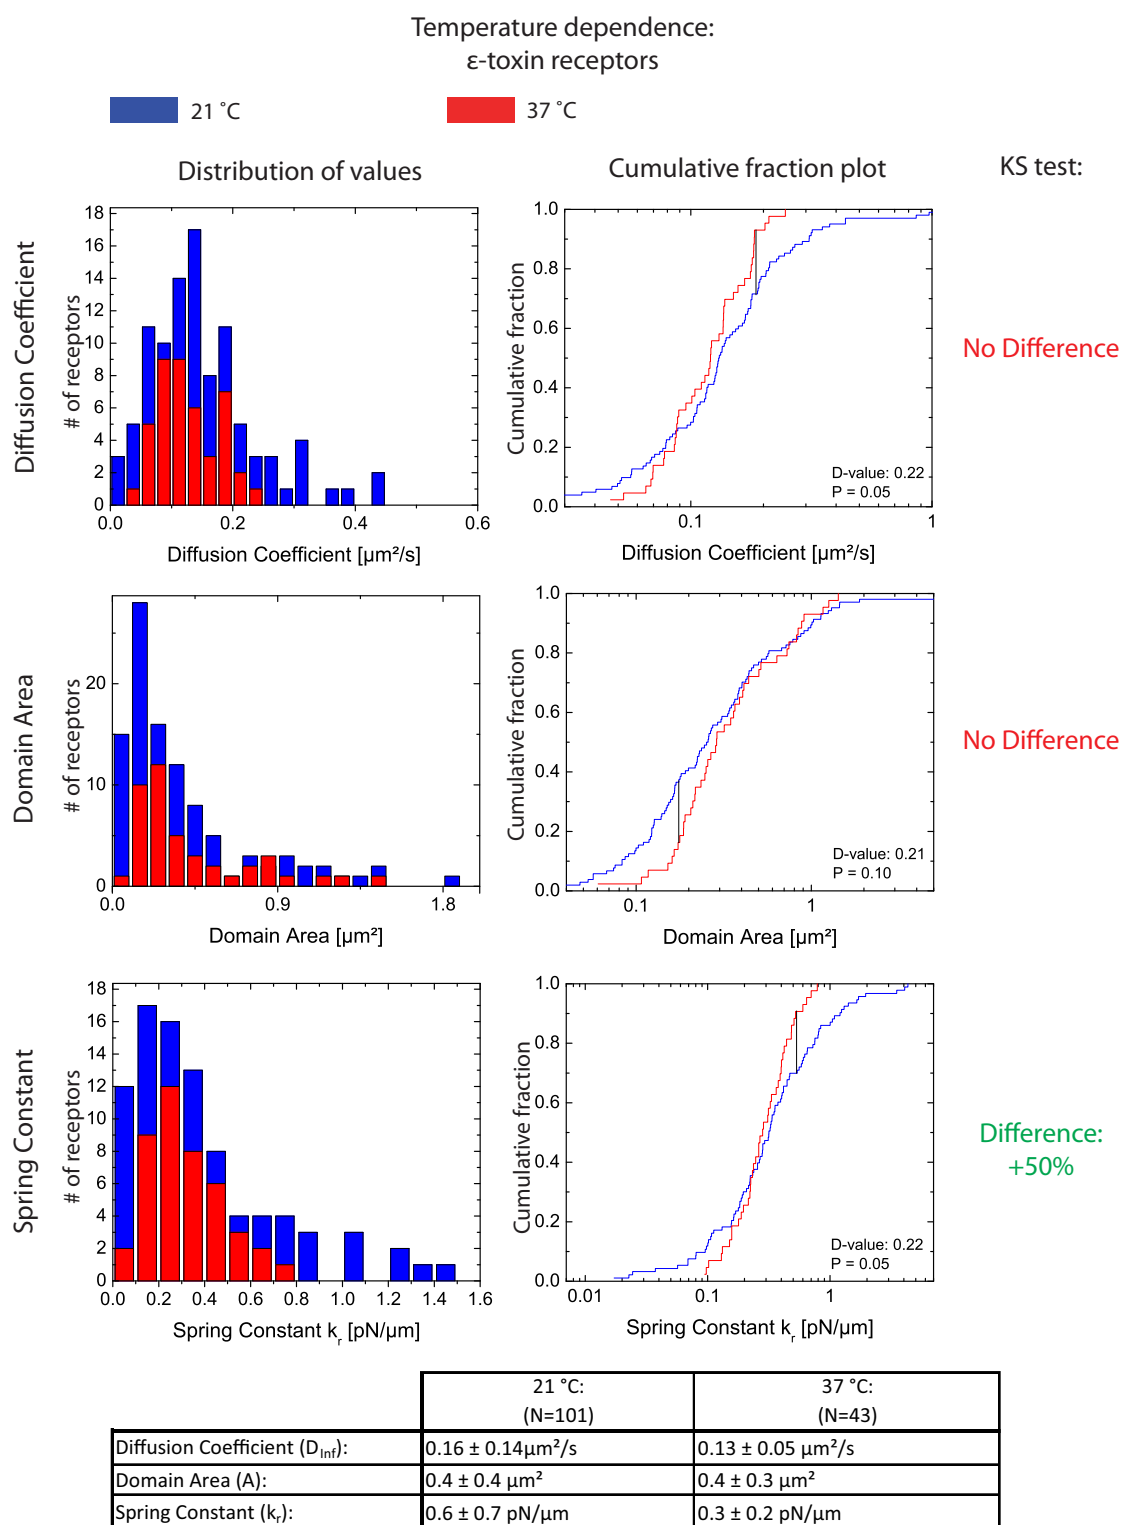 Temperature dependence:
ε-toxin receptors
21 ˚C
37 ˚C
Distribution of values
Cumulative fraction plot
KS test:
Diffusion Coefficient
# of receptors
18
16
14
12
10
8
6
4
2
0
0.0
0.2
0.4
0.6
Diffusion Coefficient [µm²/s]
Cumulative fraction
1.0
0.8
0.6
0.4
0.2
0.0
D-value: 0.22
P = 0.05
0.1
1
Diffusion Coefficient [µm²/s]
No Difference
Domain Area
# of receptors
20
10
0
0.0
0.9
1.8
Domain Area [µm²]
Cumulative fraction
1.0
0.8
0.6
0.4
0.2
0.0
D-value: 0.21
P = 0.10
0.1
1
Domain Area [µm²]
No Difference
Spring Constant
# of receptors
18
16
14
12
10
8
6
4
2
0
0.0
0.2
0.4
0.6
0.8
1.0
1.2
1.4
1.6
Spring Constant kr [pN/µm]
Cumulative fraction
1.0
0.8
0.6
0.4
0.2
0.0
D-value: 0.22
P = 0.05
0.01
0.1
1
Spring Constant kr [pN/µm]
Difference:
+50%
21 ˚C:
(N=101)
37 ˚C:
(N=43)
Diffusion Coefficient (DInf):
0.16 ± 0.14µm²/s
0.13 ± 0.05 µm²/s
Domain Area (A):
0.4 ± 0.4 µm²
0.4 ± 0.3 µm²
Spring Constant (kr):
0.6 ± 0.7 pN/µm
0.3 ± 0.2 pN/µm